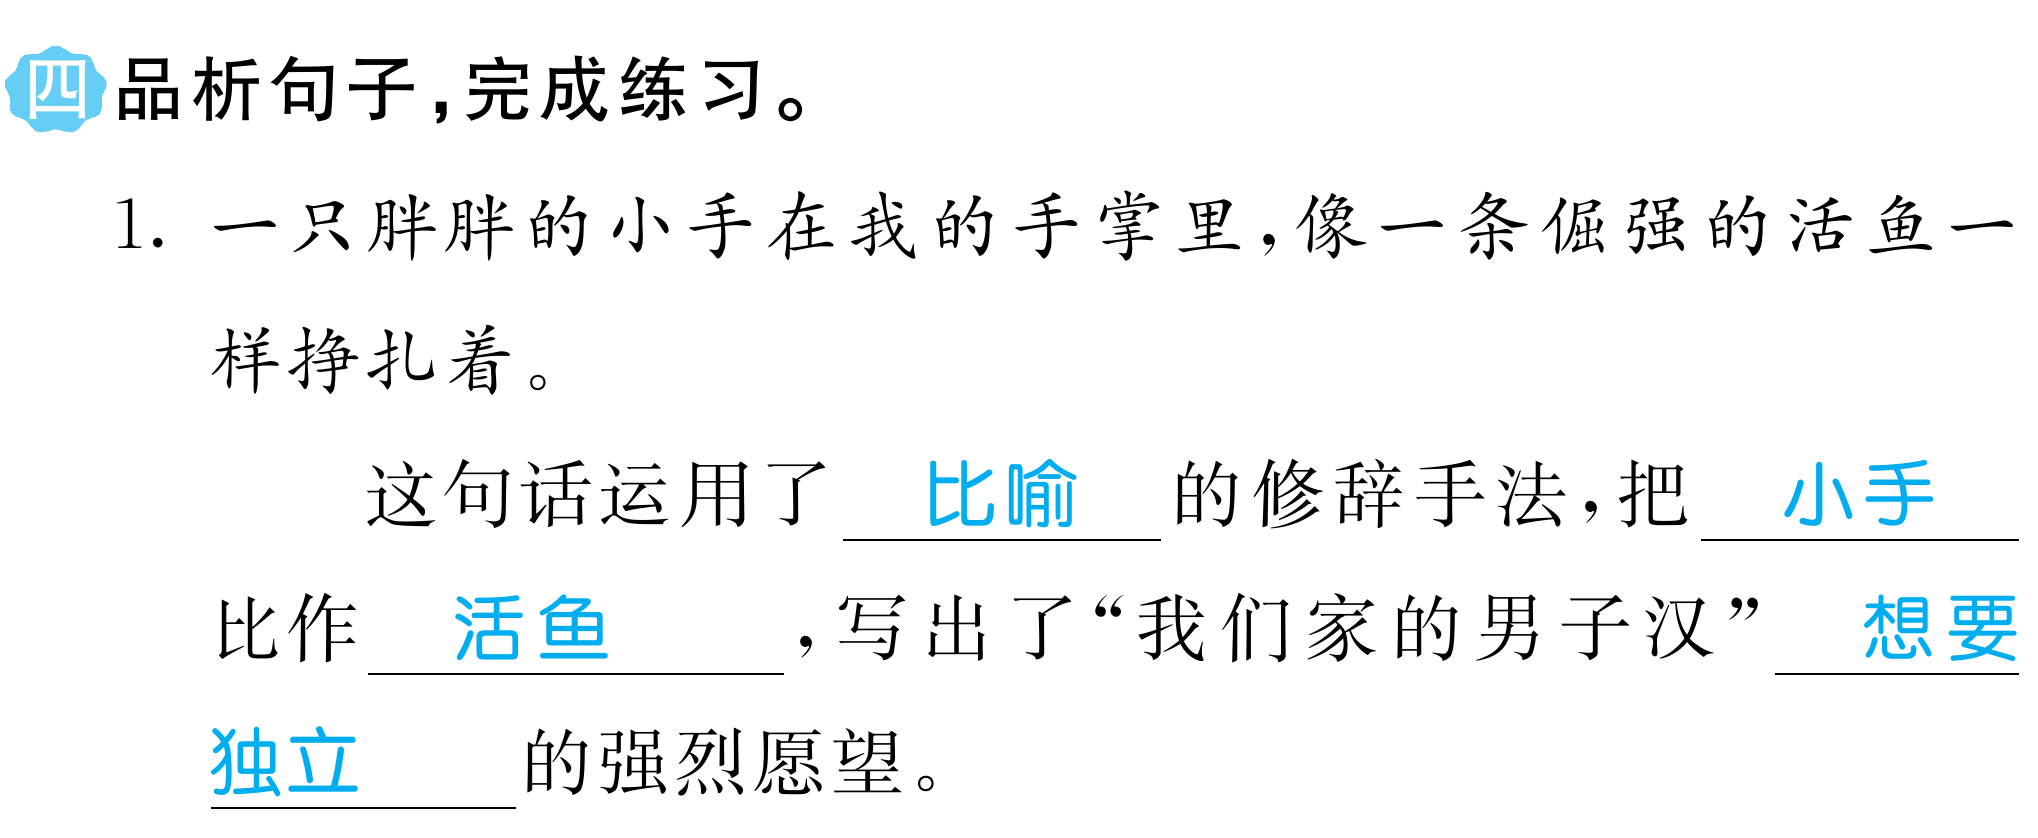 四 品析句子,完成练习。
1. 一只胖胖的小手在我的手掌里,像一条倔强的活鱼一
样挣扎着。
这句话运用了 比喻 的修辞手法,把 小手
比作 活鱼 ,写出了“我们家的男子汉” 想要
独立 的强烈愿望。